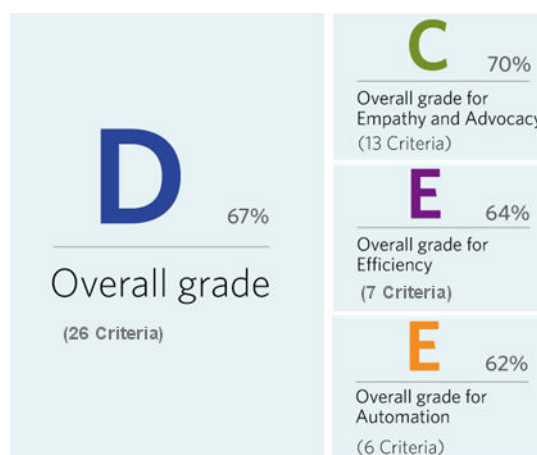 D
67%
Overall grade
(26 Criteria)
C
70%
Overall grade for
Empathy and Advocacy
(13 Criteria)
E
64%
Overall grade for
Efficiency
(7 Criteria)
E
62%
Overall grade for
Automation
(6 Criteria)